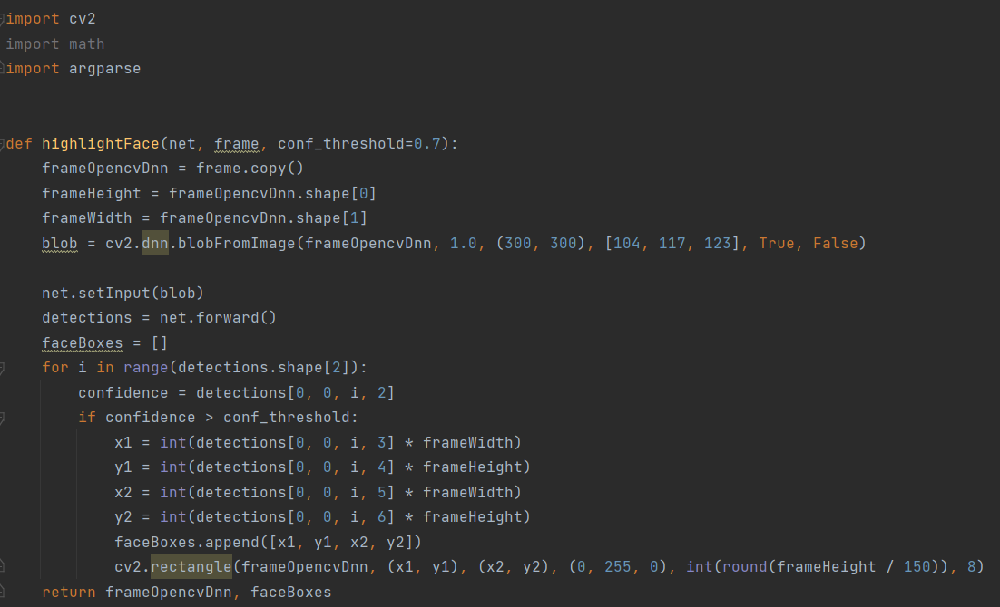 import cv2
import math
import argparse
def highlightFace(net, frame, conf_threshold=0.7):
    frameOpencvDnn = frame.copy()
    frameHeight = frameOpencvDnn.shape[0]
    frameWidth = frameOpencvDnn.shape[1]
    blob = cv2.dnn.blobFromImage(frameOpencvDnn, 1.0, (300, 300), [104, 117, 123], True, False)
    net.setInput(blob)
    detections = net.forward()
    faceBoxes = []
    for i in range(detections.shape[2]):
        confidence = detections[0, 0, i, 2]
        if confidence > conf_threshold:
            x1 = int(detections[0, 0, i, 3] * frameWidth)
            y1 = int(detections[0, 0, i, 4] * frameHeight)
            x2 = int(detections[0, 0, i, 5] * frameWidth)
            y2 = int(detections[0, 0, i, 6] * frameHeight)
            faceBoxes.append([x1, y1, x2, y2])
            cv2.rectangle(frameOpencvDnn, (x1, y1), (x2, y2), (0, 255, 0), int(round(frameHeight / 150)), 8)
    return frameOpencvDnn, faceBoxes